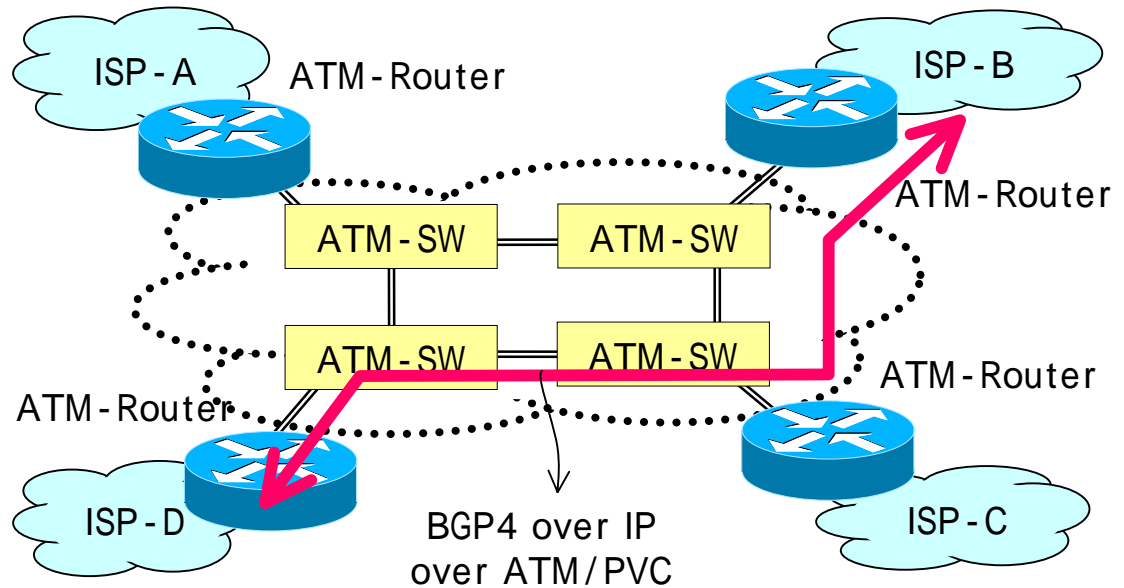 ISP-A
ATM-Router
ISP-B
ATM-Router
ATM-SW
ATM-SW
ATM-SW
ATM-SW
ATM-Router
ATM-Router
ISP-D
BGP4 over IP
over ATM/PVC
ISP-C